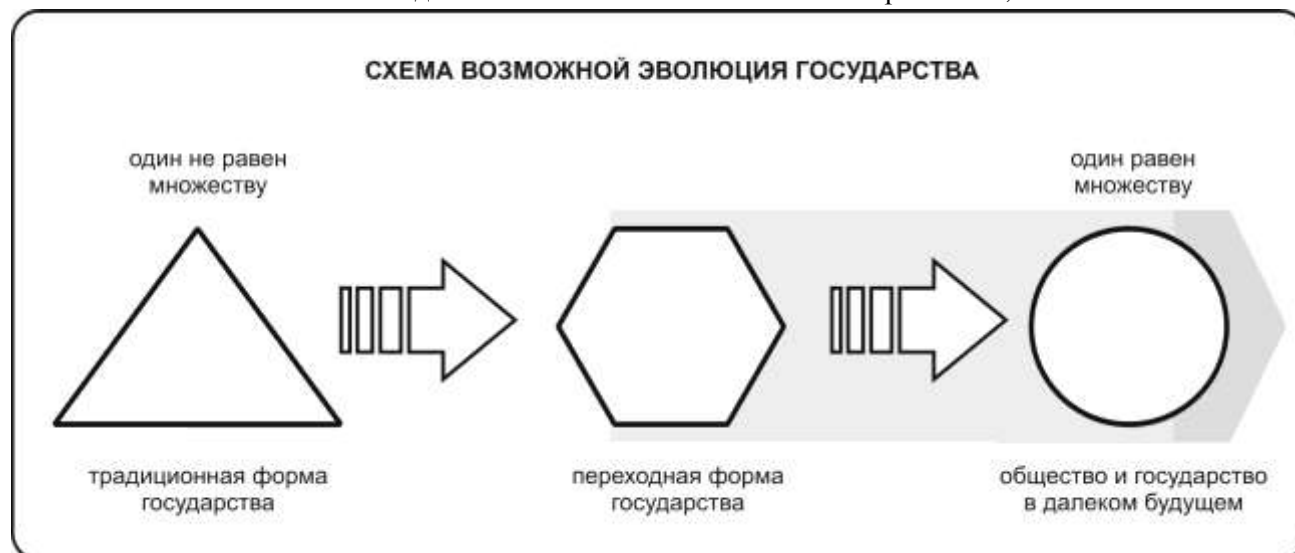 СХЕМА ВОЗМОЖНОЙ ЭВОЛЮЦИЯ ГОСУДАРСТВА
один не равен
множеству
один равен
множеству
традиционная форма
государства
переходная форма
государства
общество и государство
в далеком будущем